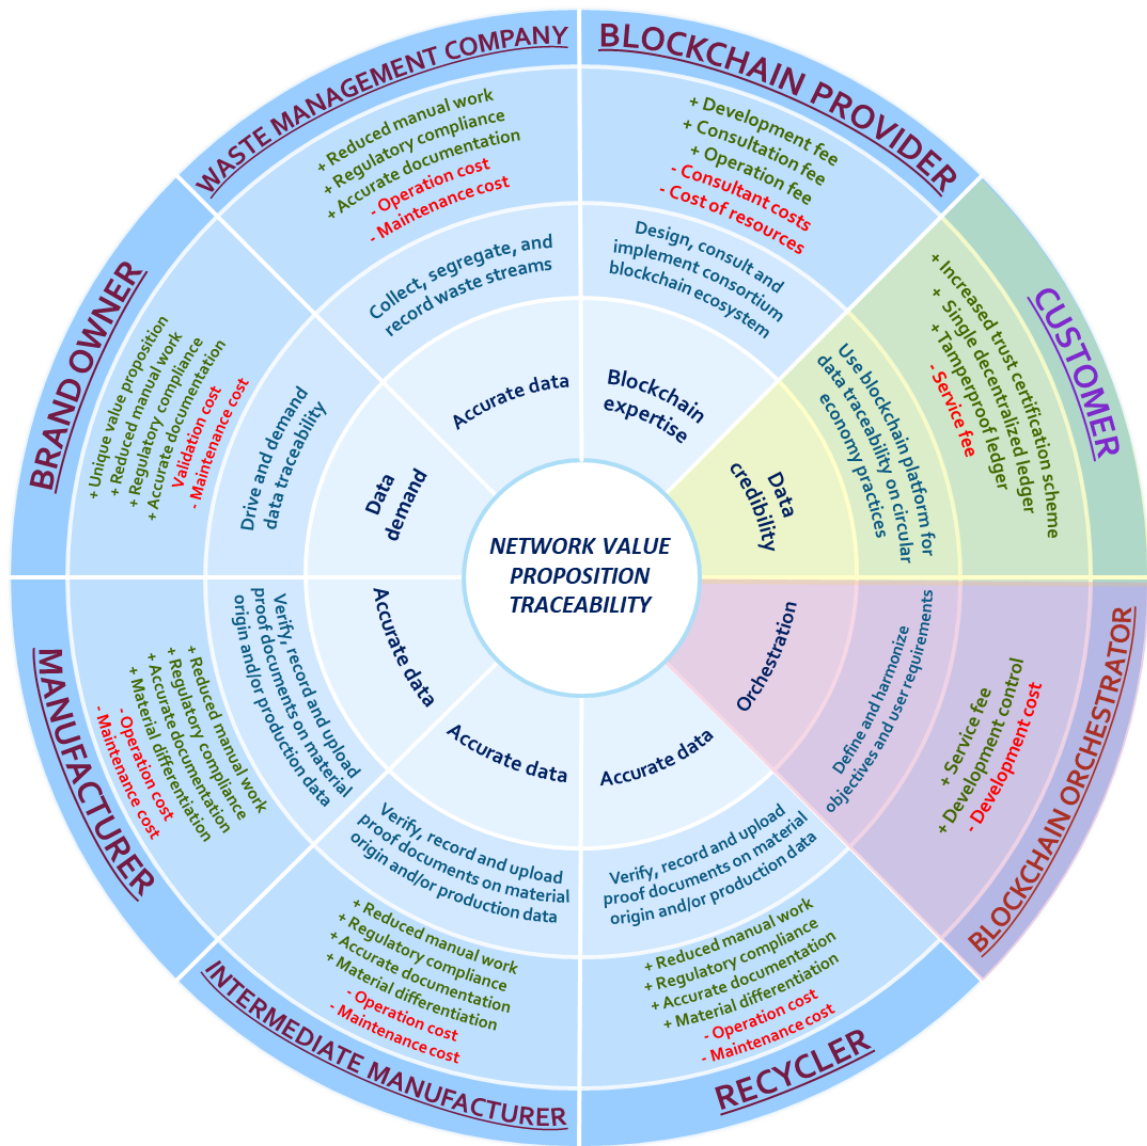 NETWORK VALUE
PROPOSITION
TRACEABILITY
BLOCKCHAIN PROVIDER
+ Development fee
+ Consultation fee
+ Operation fee
- Consultant costs
- Cost of resources
Design, consult and
implement consortium
blockchain ecosystem
Blockchain
expertise
CUSTOMER
+ Increased trust certification scheme
+ Single decentralized ledger
+ Tamperproof ledger
- Service fee
Use blockchain platform for
data traceability on circular
economy practices
Data
credibility
BLOCKCHAIN ORCHESTRATOR
+ Service fee
+Development control
- Development cost
Define and harmonize
objectives and user requirements
Orchestration
RECYCLER
Accurate data
Verify, record and upload
proof documents on material
origin and/or production data
+ Reduced manual work
+ Regulatory compliance
+ Accurate documentation
+ Material differentiation
- Operation cost
- Maintenance cost
INTERMEDIATE MANUFACTURER
Accurate data
Verify, record and upload
proof documents on material
origin and/or production data
+ Reduced manual work
+ Regulatory compliance
+ Accurate documentation
+ Material differentiation
- Operation cost
- Maintenance cost
MANUFACTURER
Accurate data
Verify, record and upload
proof documents on material
origin and/or production data
+ Reduced manual work
+ Regulatory compliance
+ Accurate documentation
+ Material differentiation
- Operation cost
- Maintenance cost
BRAND OWNER
+ Unique value proposition
+ Reduced manual work
+ Regulatory compliance
+ Accurate documentation
Validation cost
- Maintenance cost
Drive and demand
data traceability
Data
demand
WASTE MANAGEMENT COMPANY
+ Reduced manual work
+ Regulatory compliance
+ Accurate documentation
- Operation cost
- Maintenance cost
Collect, segregate, and
record waste streams
Accurate data